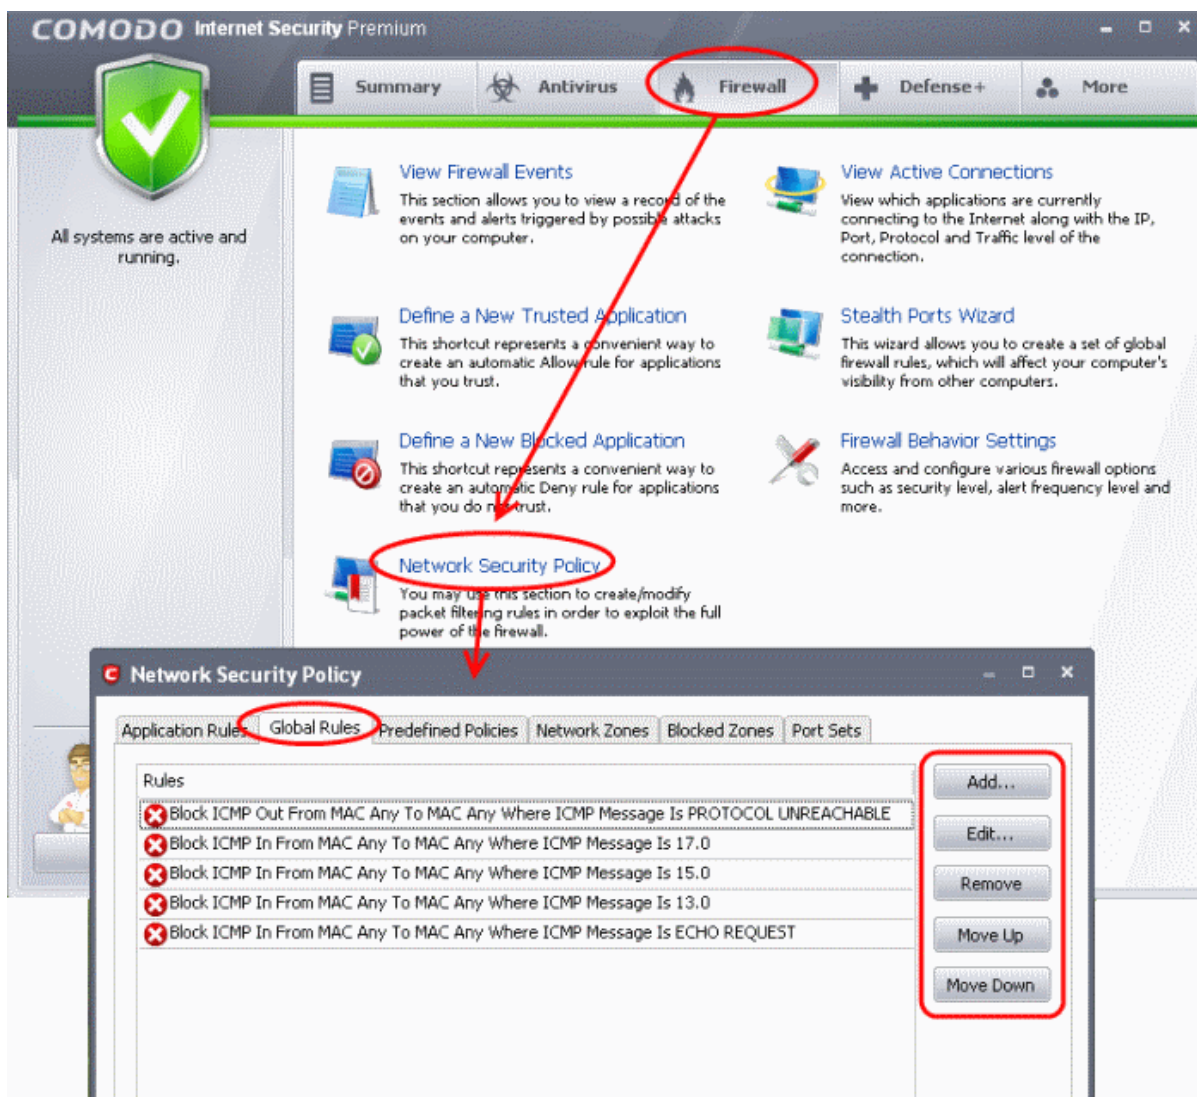 COMODO Internet Security Premium
Summary
Antivirus
Firewall
Defense+
More
All systems are active and
running.
View Firewall Events
This section allows you to view a record of the
events and alerts triggered by possible attacks
on your computer.
View Active Connections
View which applications are currently
connecting to the Internet along with the IP,
Port, Protocol and Traffic level of the
connection.
Define a New Trusted Application
This shortcut represents a convenient way to
create an automatic Allow rule for applications
that you trust.
Stealth Ports Wizard
This wizard allows you to create a set of global
firewall rules, which will affect your computer's
visibility from other computers.
Define a New Blocked Application
This shortcut represents a convenient way to
create an automatic Deny rule for applications
that you do not trust.
Firewall Behavior Settings
Access and configure various firewall options
such as security level, alert frequency level and
more.
Network Security Policy
You may use this section to create/modify
packet filtering rules in order to exploit the full
power of the firewall.
Network Security Policy
Application Rules
Global Rules
Predefined Policies
Network Zones
Blocked Zones
Port Sets
Rules
Block ICMP Out From MAC Any To MAC Any Where ICMP Message Is PROTOCOL UNREACHABLE
Block ICMP In From MAC Any To MAC Any Where ICMP Message Is 17.0
Block ICMP In From MAC Any To MAC Any Where ICMP Message Is 15.0
Block ICMP In From MAC Any To MAC Any Where ICMP Message Is 13.0
Block ICMP In From MAC Any To MAC Any Where ICMP Message Is ECHO REQUEST
Add...
Edit...
Remove
Move Up
Move Down